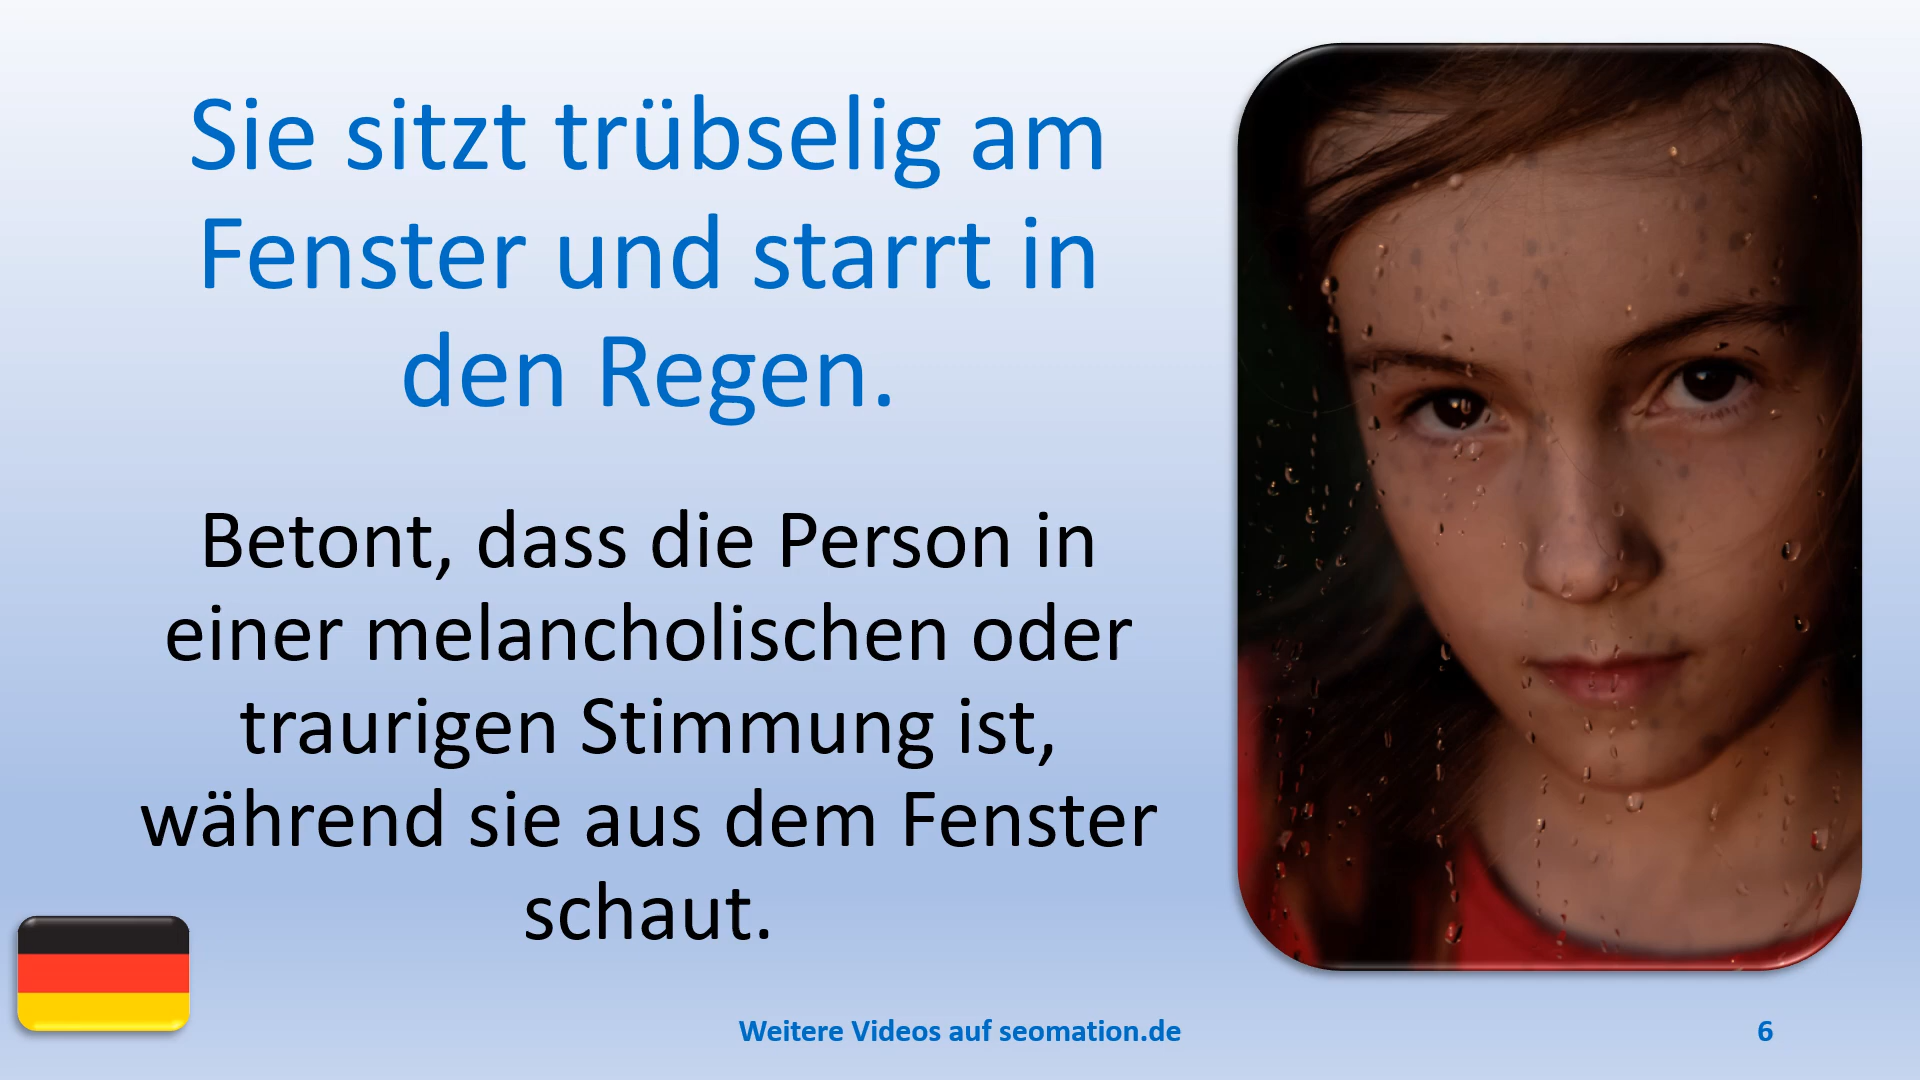 Sie sitzt trübselig am
Fenster und starrt in
den Regen.
Betont, dass die Person in
einer melancholischen oder
traurigen Stimmung ist,
während sie aus dem Fenster
schaut.
Weitere Videos auf seomation.de
6